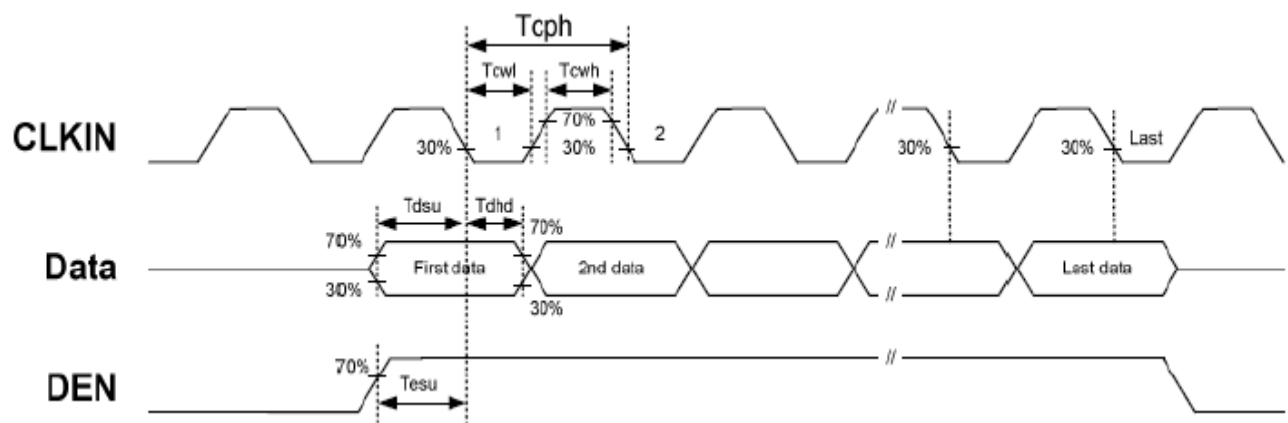 Tcph
Tcwl Tcwh
CLKIN 30% 1 70% 30% 2 // 30% 30% Last
Tdsu Tdhd
70% 70%
Data First data 2nd data // Last data
30% 30%
//
70%
DEN Tesu